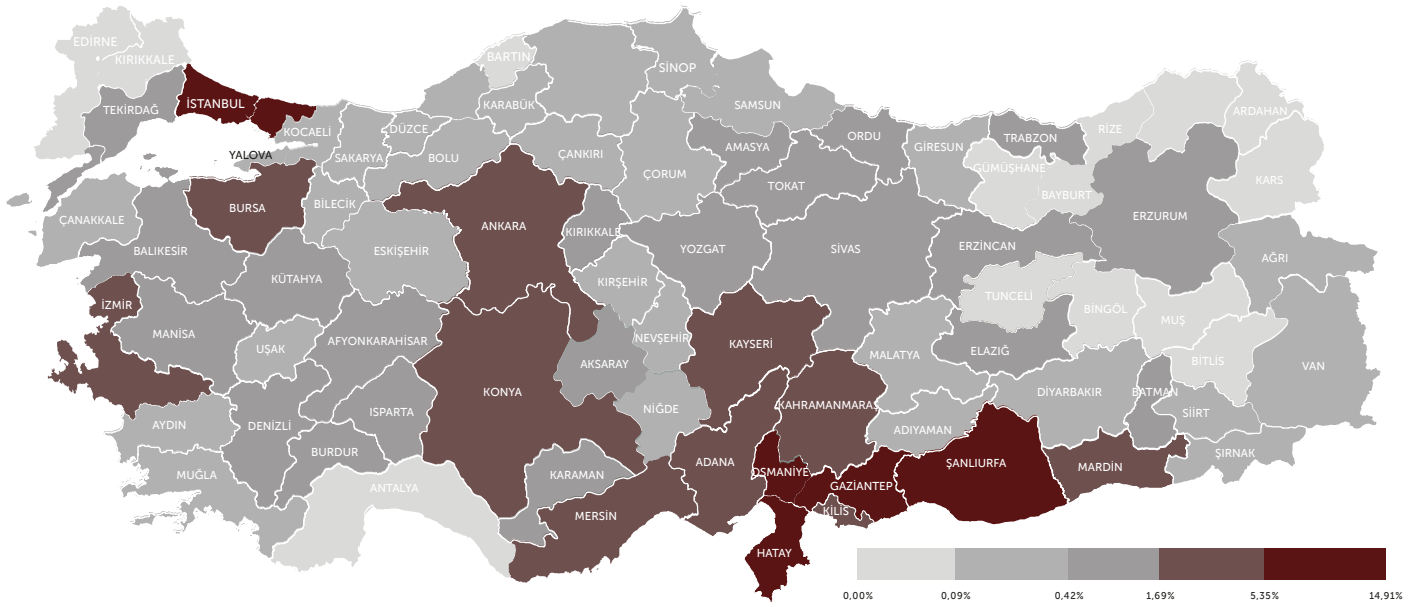 EDİRNE
KIRIKKALE
TEKİRDAĞ
İSTANBUL
KOCAELİ
YALOVA
SAKARYA
DÜZCE
BOLU
BARTIN
KARABÜK
SİNOP
SAMSUN
ÇANKIRI
ÇORUM
AMASYA
TOKAT
ORDU
GİRESUN
TRABZON
GÜMÜŞHANE
BAYBURT
RİZE
ARDAHAN
KARS
ERZURUM
ÇANAKKALE
BURSA
BİLECİK
ANKARA
BALIKESİR
ESKİŞEHİR
KIRIKKALE
YOZGAT
SİVAS
ERZİNCAN
AĞRI
KÜTAHYA
KIRŞEHİR
TUNCELİ
BİNGÖL
İZMİR
MANİSA
UŞAK
AFYONKARAHİSAR
NEVŞEHİR
KAYSERİ
MALATYA
ELAZIĞ
MUŞ
BİTLİS
VAN
AKSARAY
KONYA
NİĞDE
KAHRAMANMARAŞ
ADIYAMAN
DİYARBAKIR
BATMAN
SİİRT
ŞIRNAK
AYDIN
DENİZLİ
ISPARTA
BURDUR
MUĞLA
ANTALYA
KARAMAN
ADANA
OSMANİYE
GAZİANTEP
ŞANLIURFA
MARDİN
MERSİN
KİLİS
HATAY
0,00% 0,09% 0,42% 1,69% 5,35% 14,91%